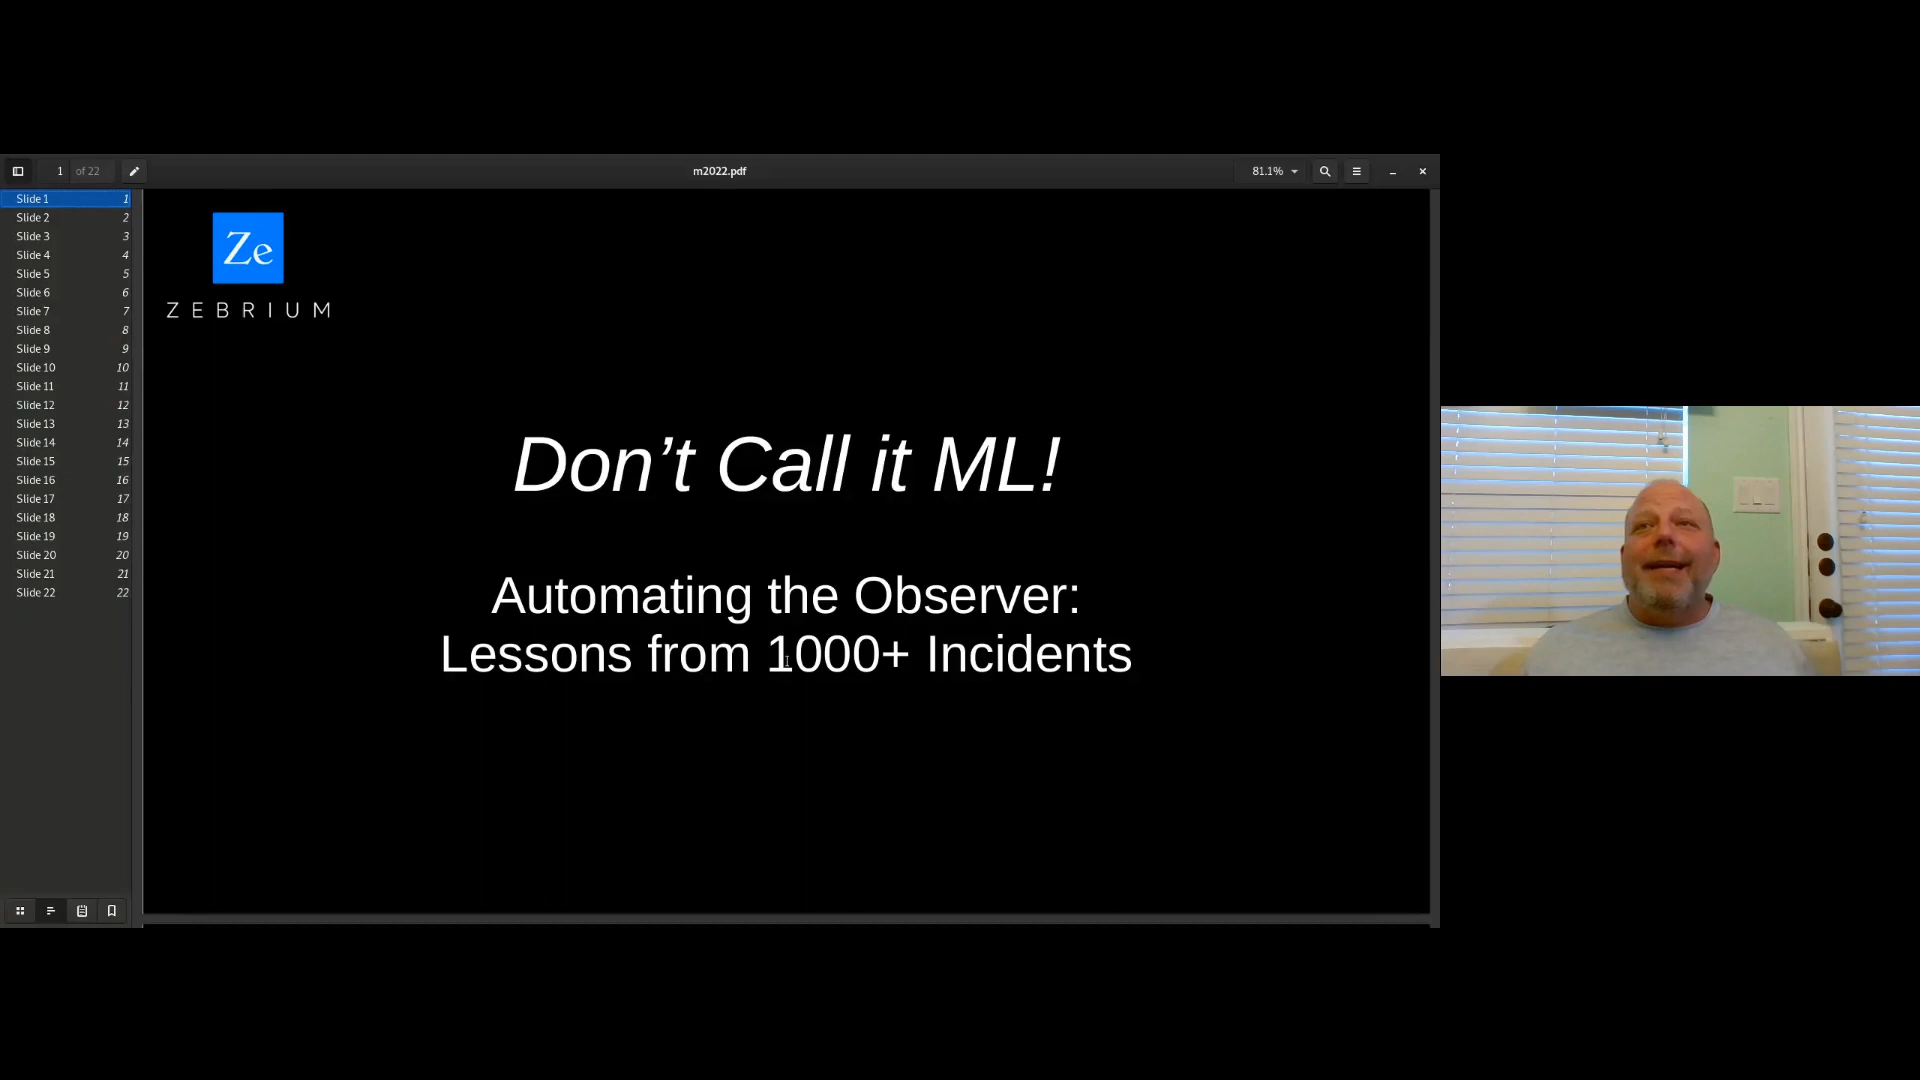 1 of 22
m2022.pdf
81.1%
Slide 1 1
Slide 2 2
Slide 3 3
Slide 4 4
Slide 5 5
Slide 6 6
Slide 7 7
Slide 8 8
Slide 9 9
Slide 10 10
Slide 11 11
Slide 12 12
Slide 13 13
Slide 14 14
Slide 15 15
Slide 16 16
Slide 17 17
Slide 18 18
Slide 19 19
Slide 20 20
Slide 21 21
Slide 22 22
Ze
ZEBRIUM
Don’t Call it ML!
Automating the Observer:
Lessons from 1000+ Incidents